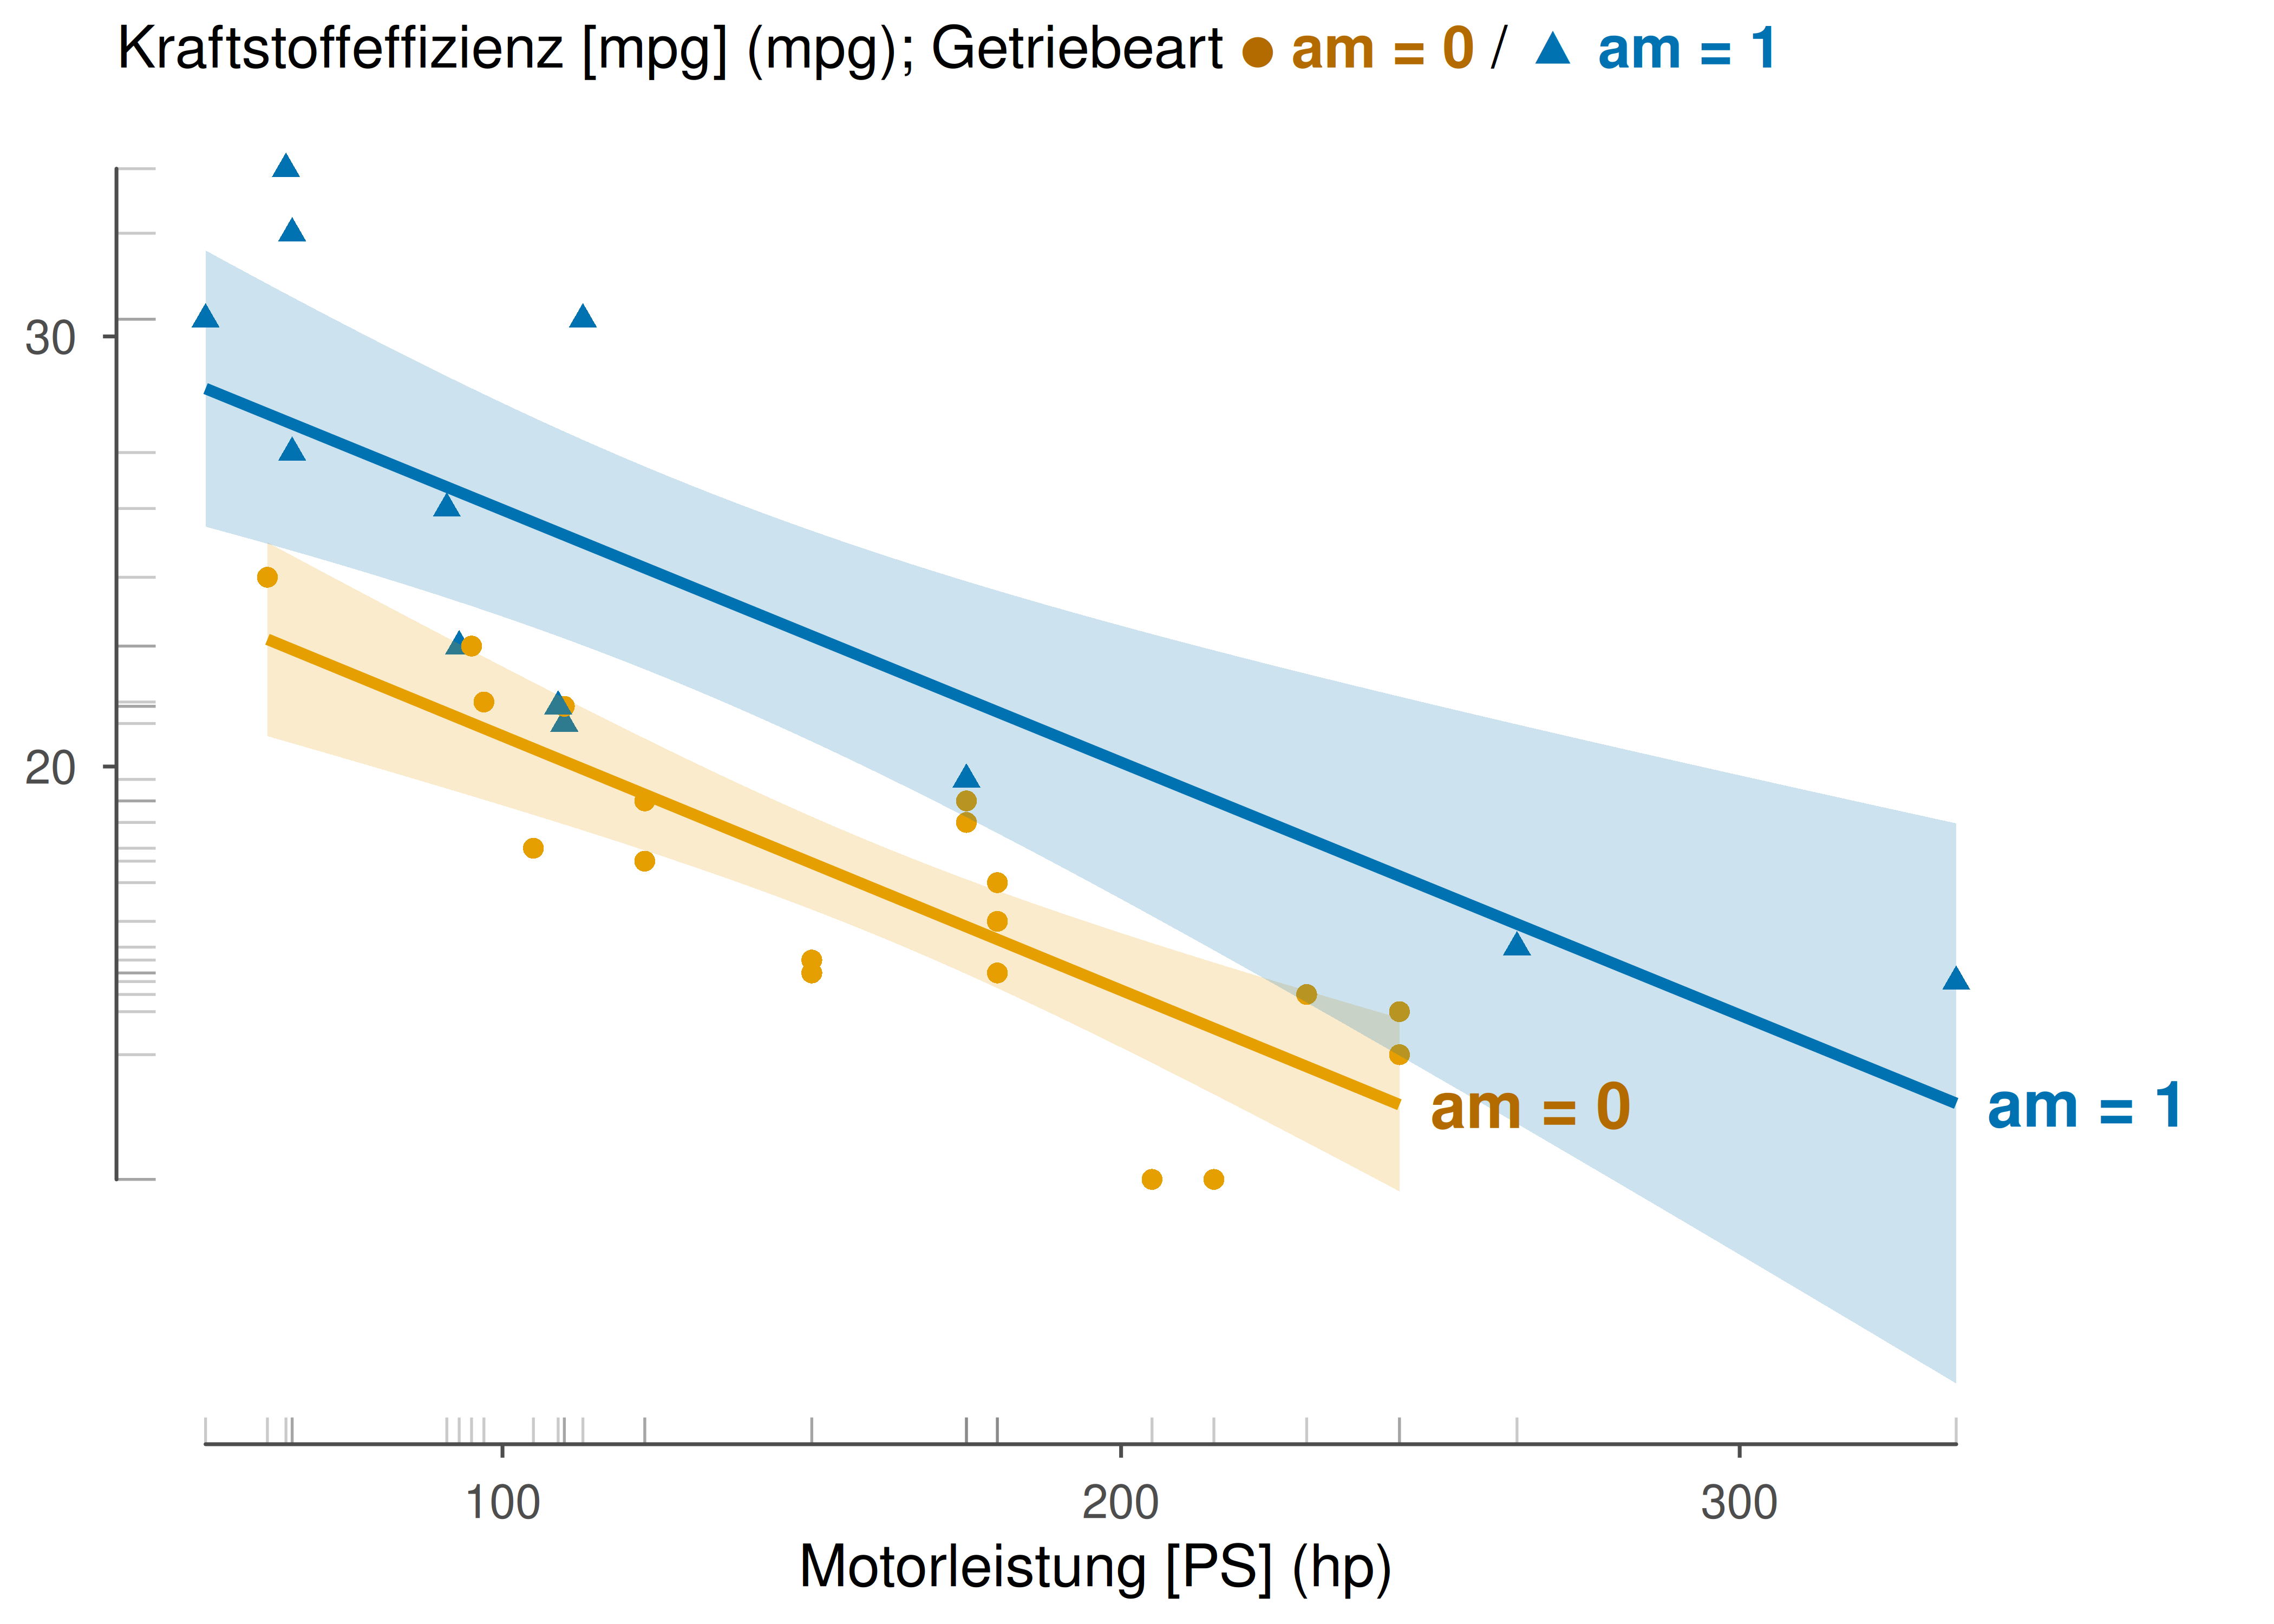 Kraftstoffeffizienz [mpg] (mpg); Getriebeart ● am = 0 / ▲ am = 1
30
20
am = 0
am = 1
100 200 300
Motorleistung [PS] (hp)